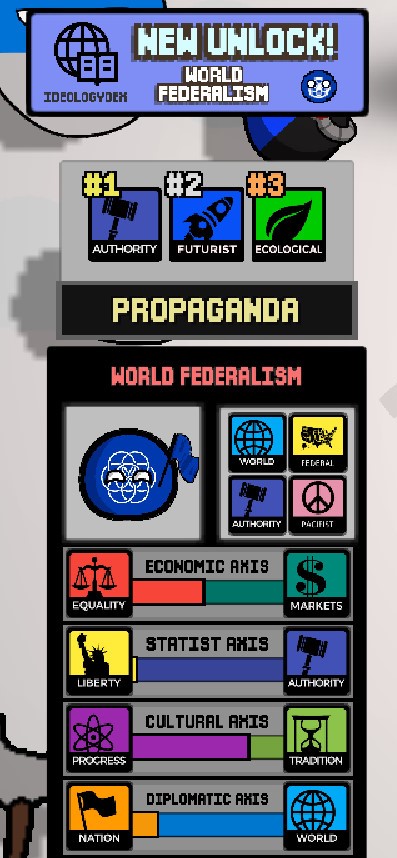 NEW UNLOCK!
IDEOLOGYDEX
WORLD
FEDERALISM
#1 #2 #3
AUTHORITY FUTURIST ECOLOGICAL
PROPAGANDA
WORLD FEDERALISM
WORLD FEDERAL
AUTHORITY PACIFIST
ECONOMIC AXIS
EQUALITY MARKETS
STATIST AXIS
LIBERTY AUTHORITY
CULTURAL AXIS
PROGRESS TRADITION
DIPLOMATIC AXIS
NATION WORLD